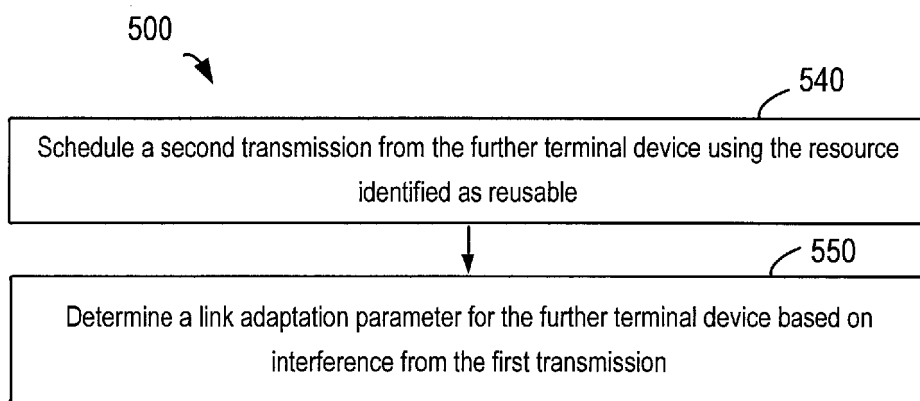 500
540
Schedule a second transmission from the further terminal device using the resource
identified as reusable
550
Determine a link adaptation parameter for the further terminal device based on
interference from the first transmission